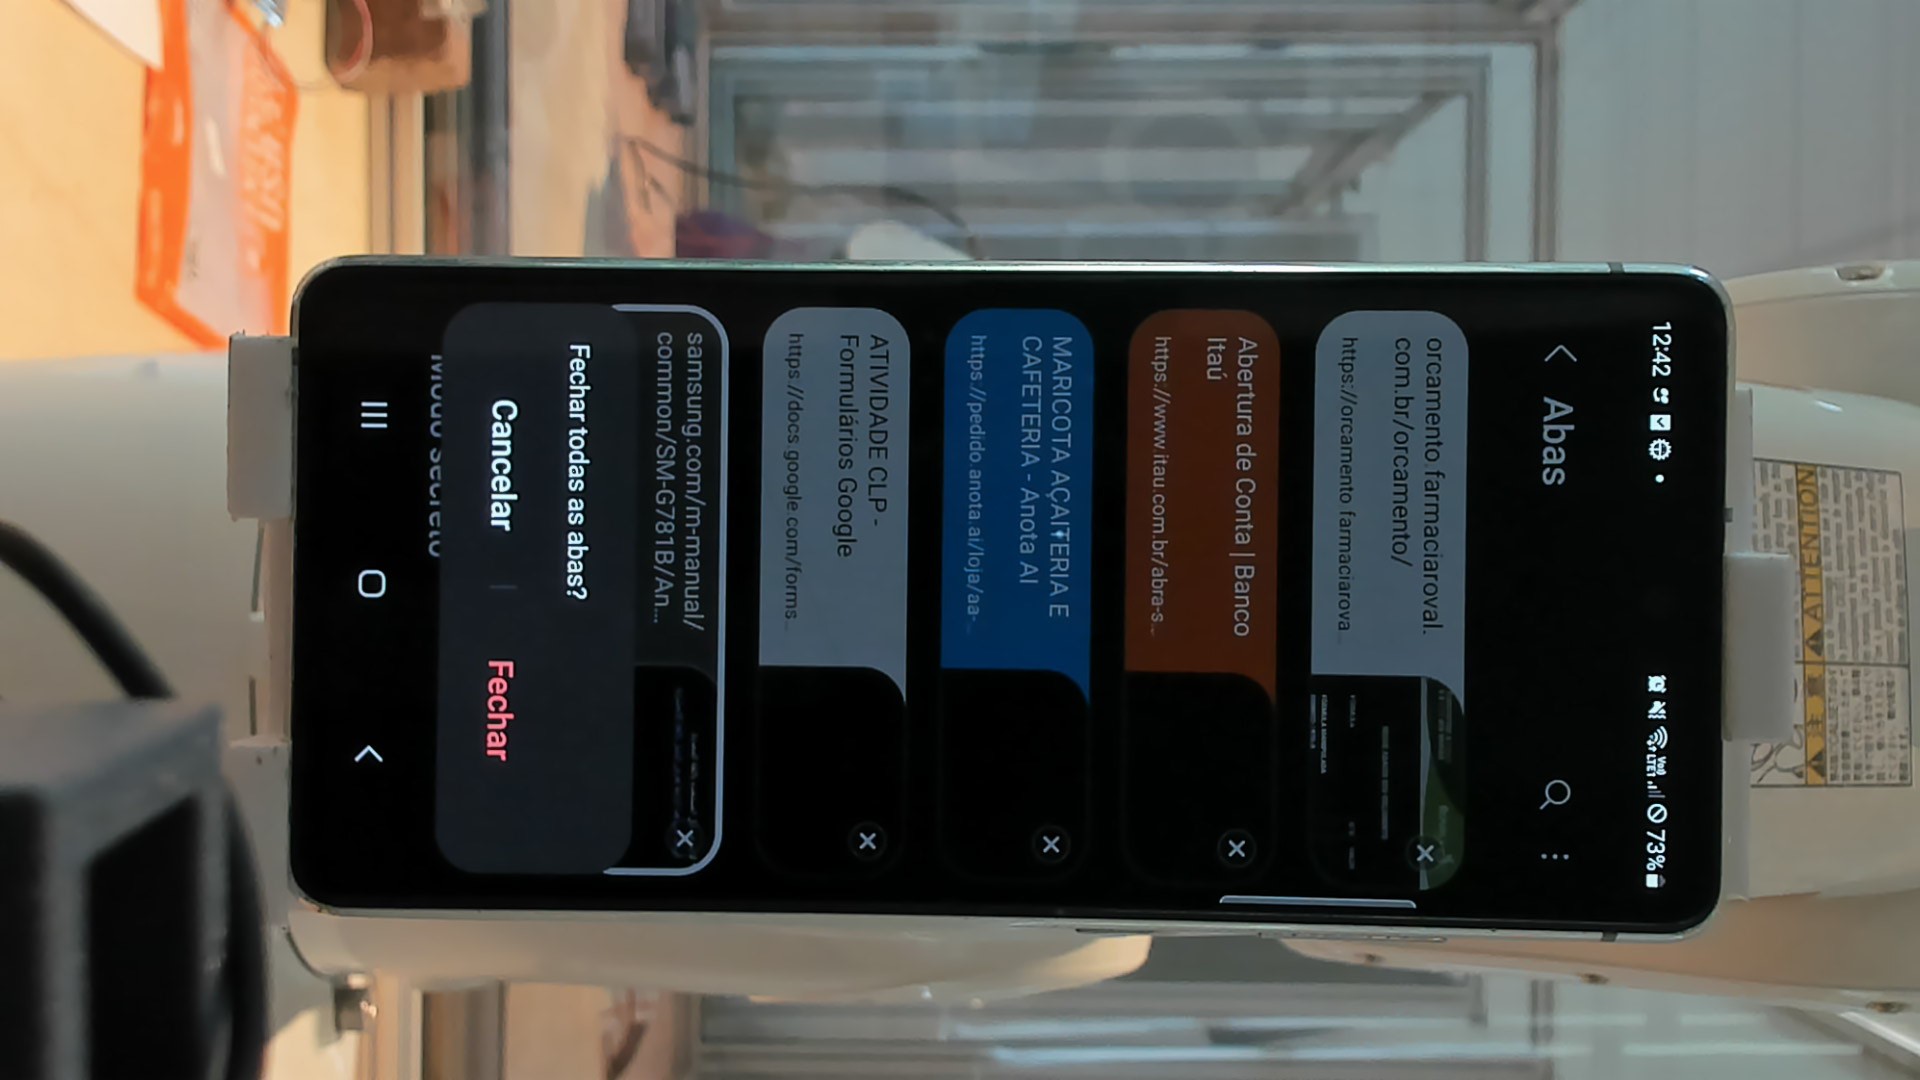 12:42
73%
Abas
orcamento.farmaciaroval.
com.br/orcamento/
https://orcamento.farmaciarova...
Abertura de Conta | Banco
Itaú
https://www.itau.com.br/abra-s...
MARICOTA AÇAITERIA E
CAFETERIA - Anota AI
https://pedido.anota.ai/loja/aa-...
ATIVIDADE CLP -
Formulários Google
https://docs.google.com/forms...
samsung.com/m-manual/
common/SM-G781B/An...
Fechar todas as abas?
Cancelar
Fechar
Modo secreto
ATTENTION